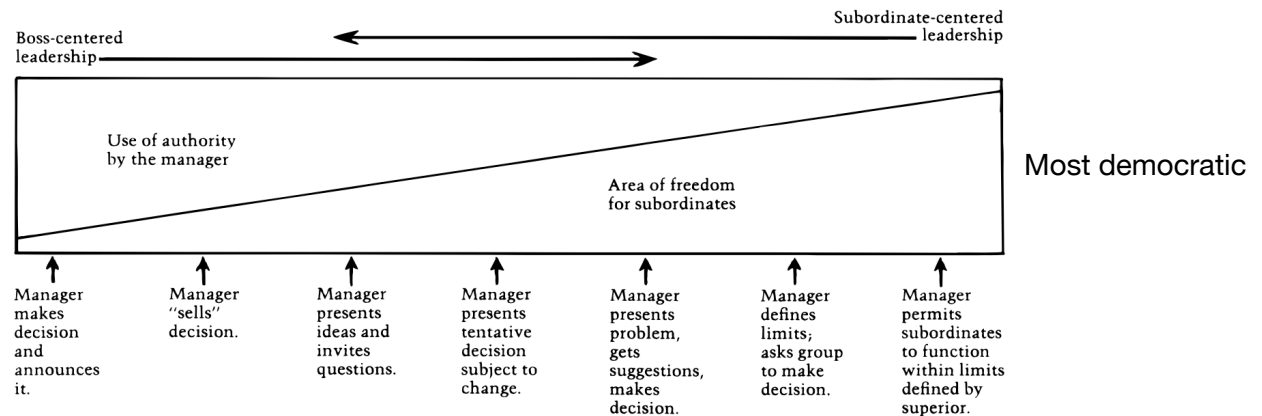 Subordinate-centered
leadership
Boss-centered
leadership
Use of authority
by the manager
Area of freedom
for subordinates
Most democratic
Manager
makes
decision
and
announces
it.
Manager
“sells”
decision.
Manager
presents
ideas and
invites
questions.
Manager
presents
tentative
decision
subject to
change.
Manager
presents
problem,
gets
suggestions,
makes
decision.
Manager
defines
limits;
asks group
to make
decision.
Manager
permits
subordinates
to function
within limits
defined by
superior.